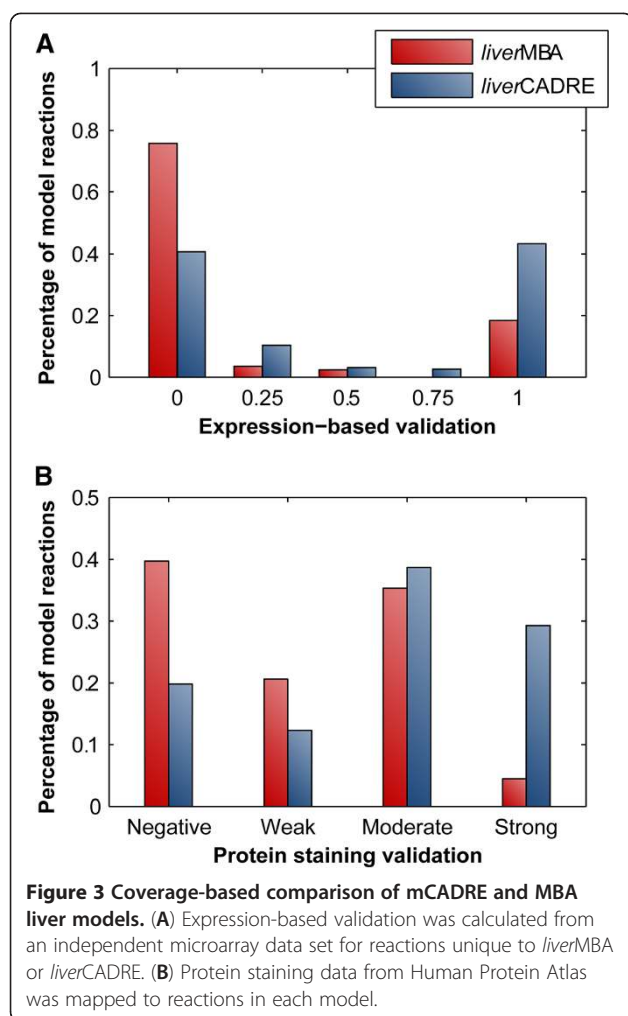 A
liverMBA
liverCADRE
Percentage of model reactions
1
0.8
0.6
0.4
0.2
0
0 0.25 0.5 0.75 1
Expression-based validation
B
Percentage of model reactions
0.5
0.4
0.3
0.2
0.1
0
Negative Weak Moderate Strong
Protein staining validation
Figure 3 Coverage-based comparison of mCADRE and MBA
liver models. (A) Expression-based validation was calculated from
an independent microarray data set for reactions unique to liverMBA
or liverCADRE. (B) Protein staining data from Human Protein Atlas
was mapped to reactions in each model.